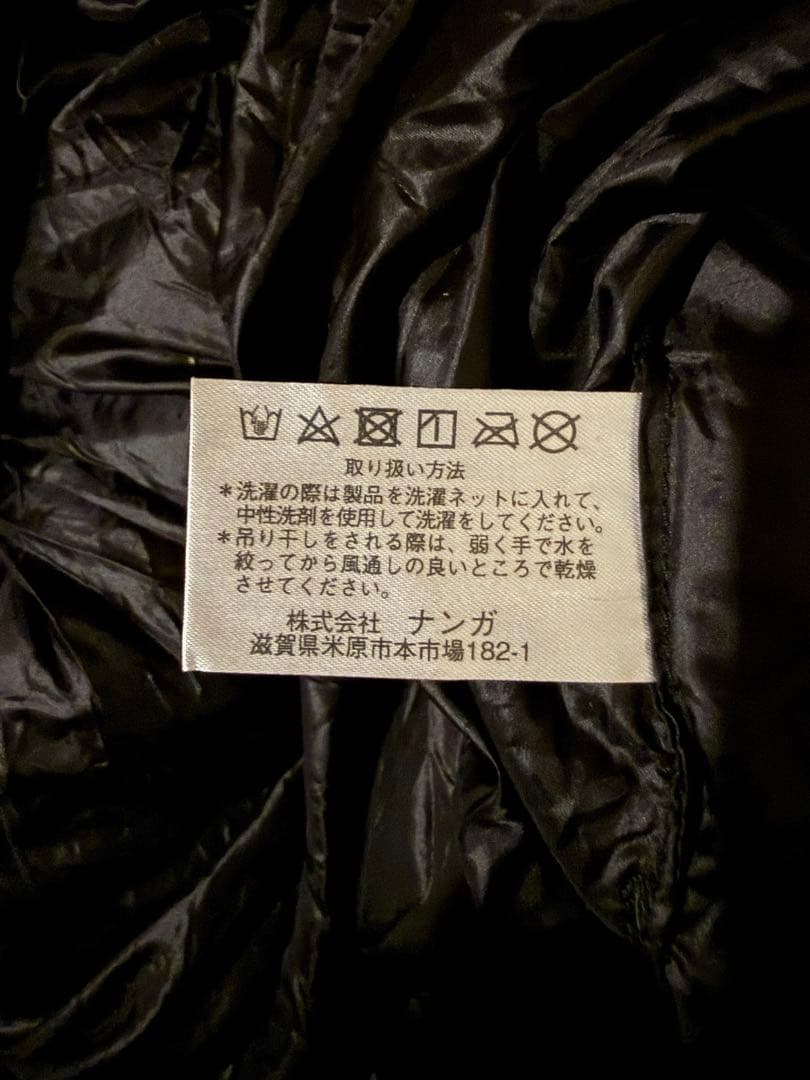 取り扱い方法
*洗濯の際は製品を洗濯ネットに入れて、
中性洗剤を使用して洗濯をしてください。
*吊り干しをされる際は、弱く手で水を
絞ってから風通しの良いところで乾燥
させてください。
株式会社 ナンガ
滋賀県米原市本市場182-1